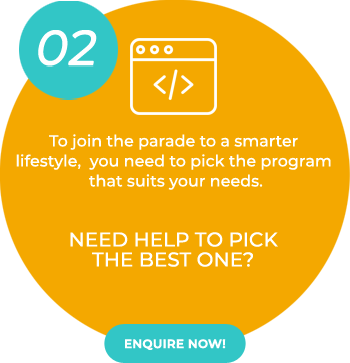 02
</>
To join the parade to a smarter
lifestyle,  you need to pick the program
that suits your needs.
NEED HELP TO PICK
THE BEST ONE?
ENQUIRE NOW!